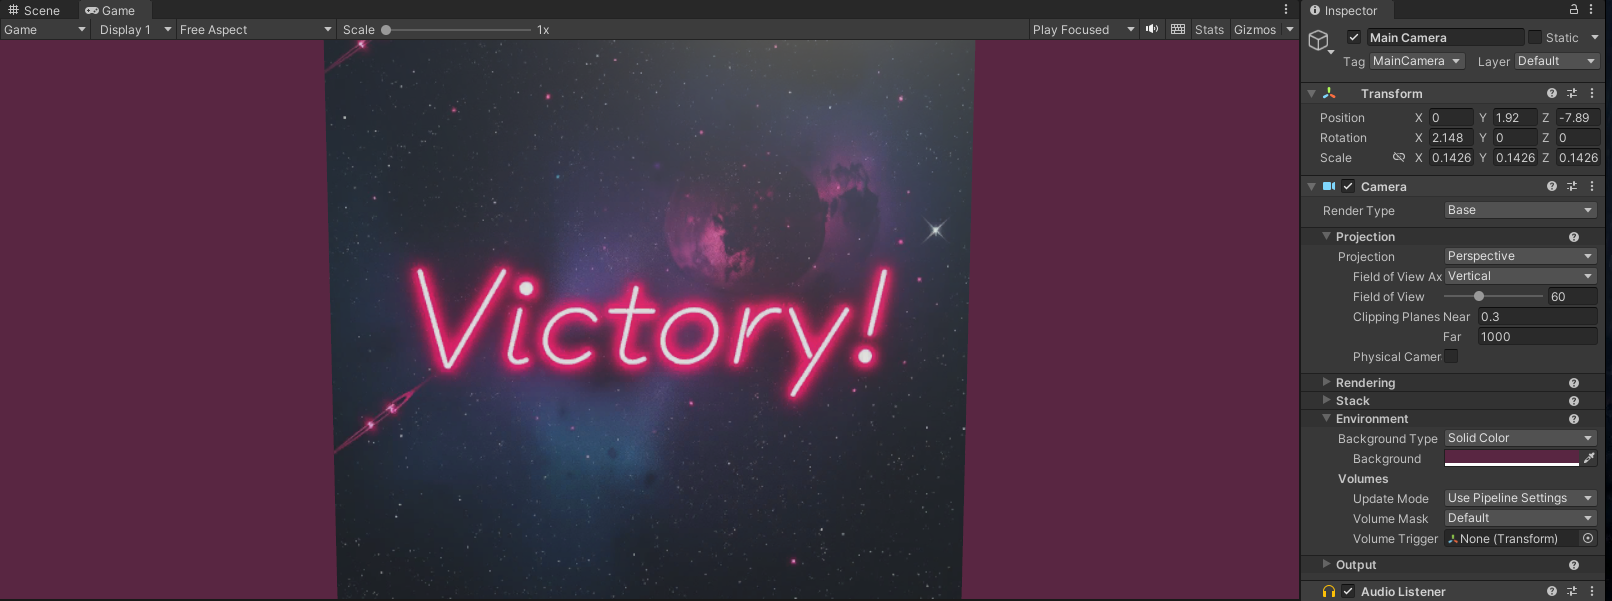 Scene Game
Inspector
Game Display 1 Free Aspect Scale 1x Play Focused Stats Gizmos
Main Camera Static
Tag MainCamera Layer Default
Transform
Position X 0 Y 1.92 Z -7.89
Rotation X 2.148 Y 0 Z 0
Scale X 0.1426 Y 0.1426 Z 0.1426
Camera
Render Type Base
Projection
Projection Perspective
Field of View Ax Vertical
Field of View 60
Clipping Planes Near 0.3
Far 1000
Physical Camer
Rendering
Stack
Environment
Background Type Solid Color
Background
Volumes
Update Mode Use Pipeline Settings
Volume Mask Default
Volume Trigger None (Transform)
Output
Audio Listener
Victory!